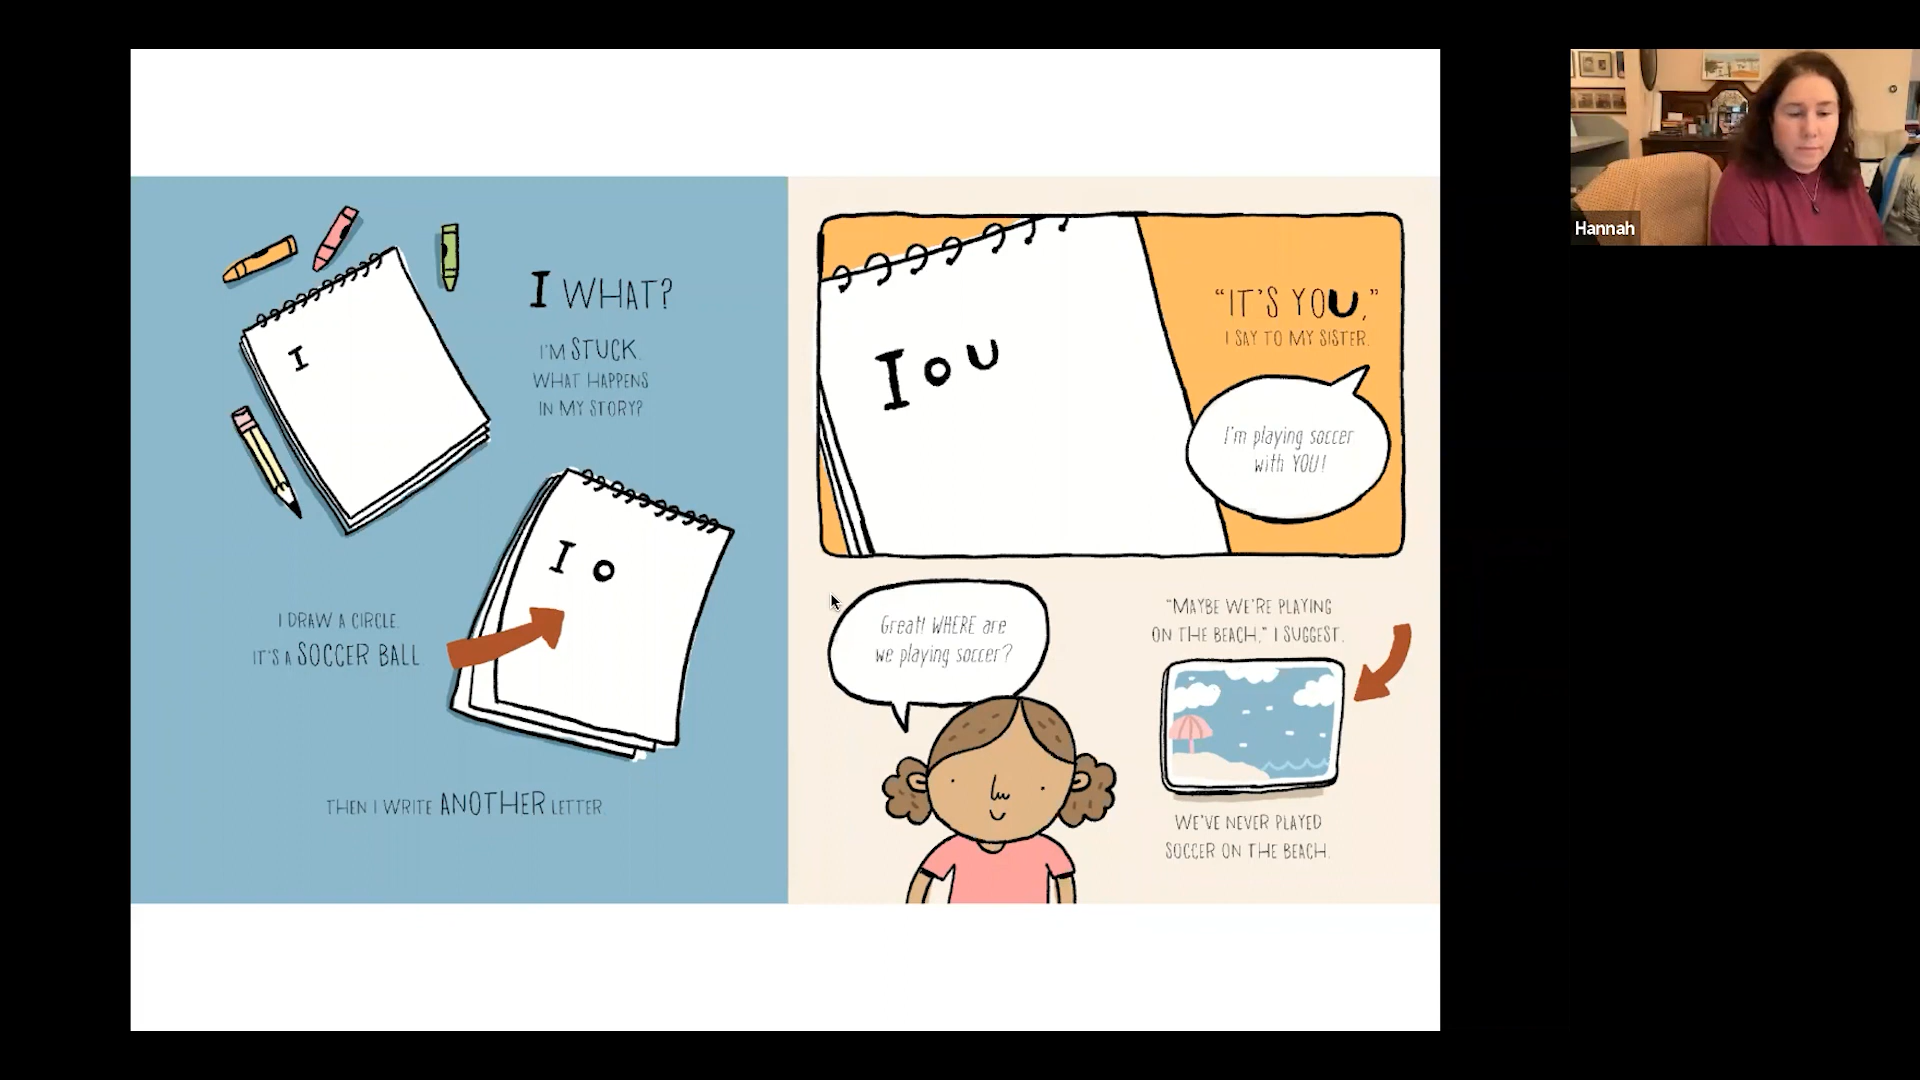 I
I WHAT?
I'M STUCK.
WHAT HAPPENS
IN MY STORY?
I O
I DRAW A CIRCLE.
IT'S A SOCCER BALL
THEN I WRITE ANOTHER LETTER.
I O U
"IT'S YOU,"
I SAY TO MY SISTER.
I'm playing soccer
with YOU!
Great! WHERE are
we playing soccer?
"MAYBE WE'RE PLAYING
ON THE BEACH," I SUGGEST.
WE'VE NEVER PLAYED
SOCCER ON THE BEACH.
Hannah